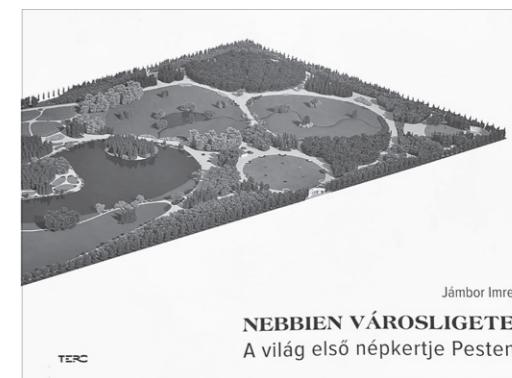 Jámbor Imre
NEBBIEN VÁROSLIGETE
A világ első népkertje Pesten
TERC